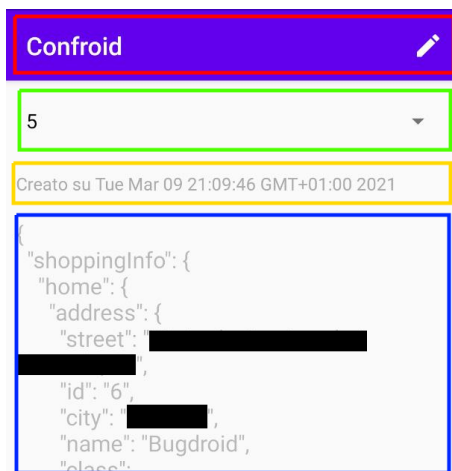 Confroid
5
Creato su Tue Mar 09 21:09:46 GMT+01:00 2021
{
"shoppingInfo": {
"home": {
"address": {
"street": "
",
"id": "6",
"city": "        ",
"name": "Bugdroid",
"class":